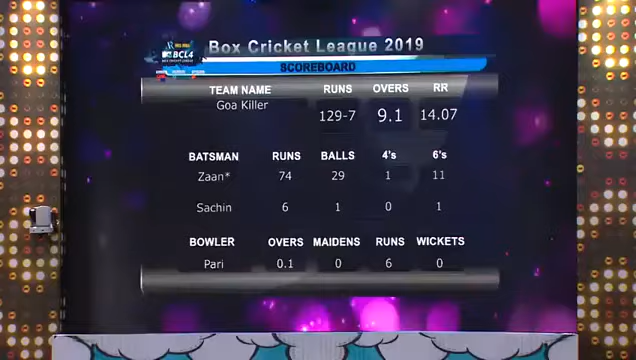 BCL4
Box Cricket League 2019
SCOREBOARD
TEAM NAME RUNS OVERS RR
Goa Killer 129-7 9.1 14.07
BATSMAN RUNS BALLS 4's 6's
Zaan* 74 29 1 11
Sachin 6 1 0 1
BOWLER OVERS MAIDENS RUNS WICKETS
Pari 0.1 0 6 0